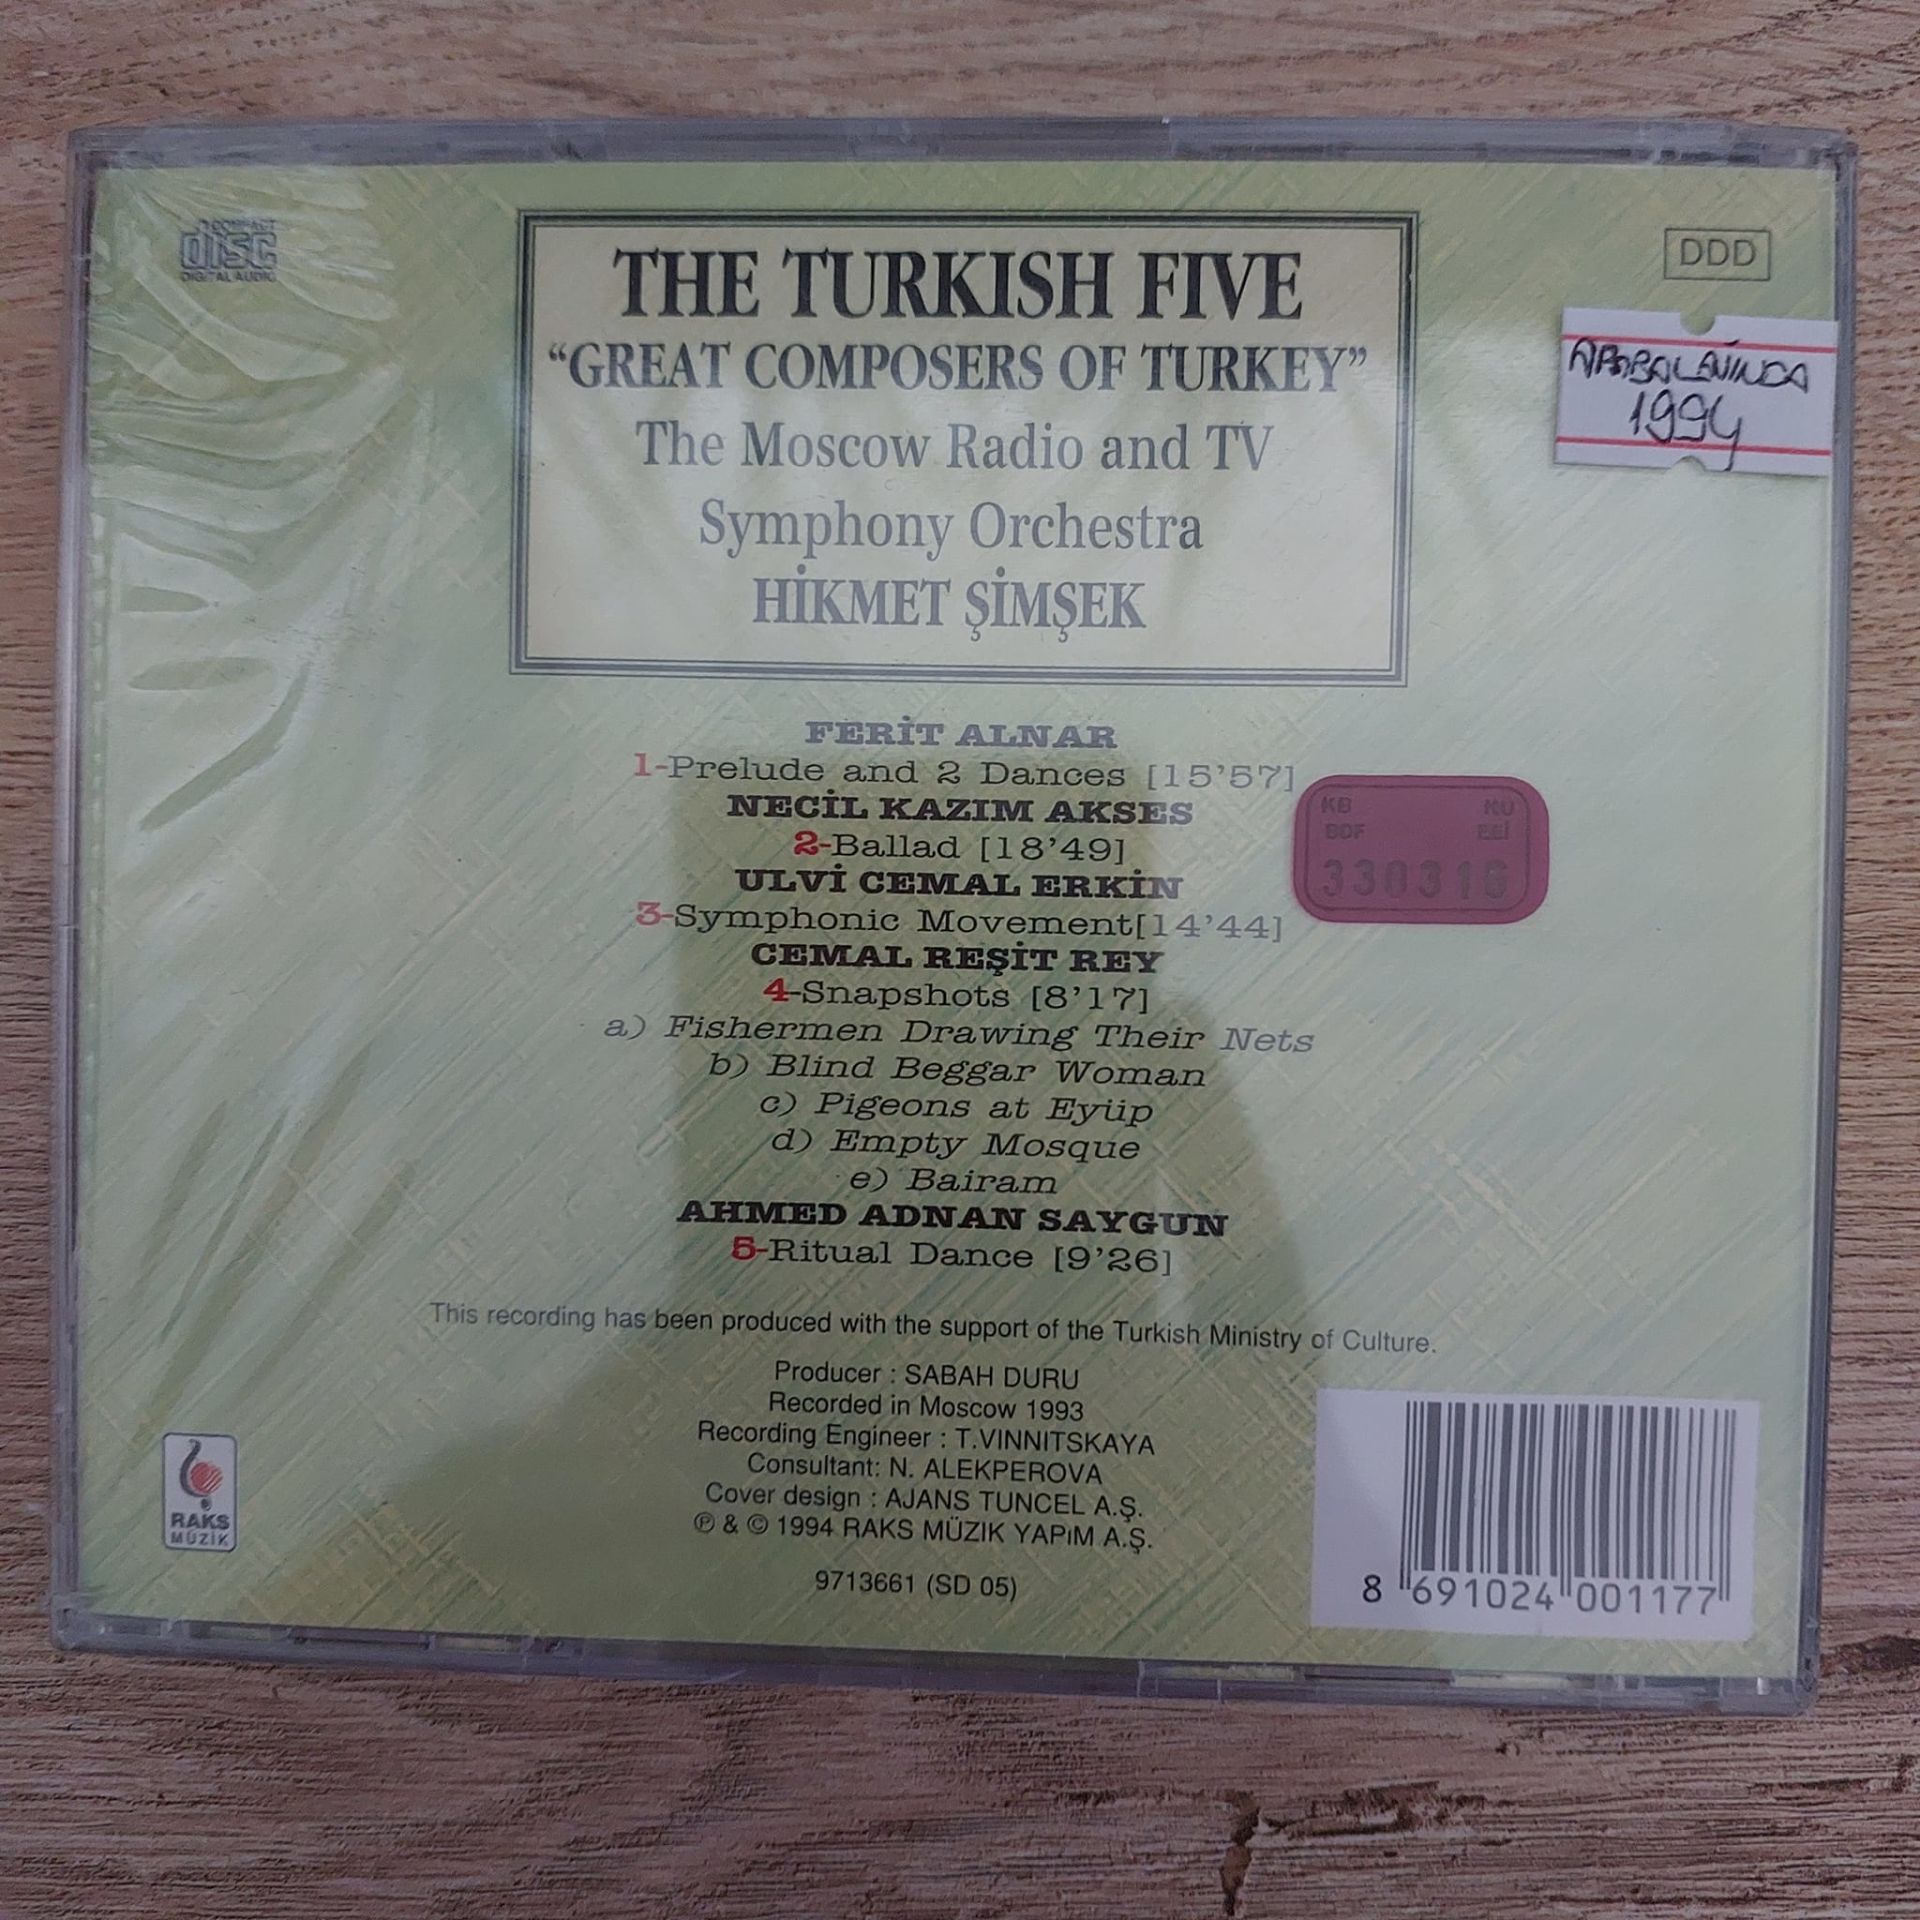 COMPACT
disc
DIGITAL AUDIO
DDD
THE TURKISH FIVE
“GREAT COMPOSERS OF TURKEY”
The Moscow Radio and TV
Symphony Orchestra
HİKMET ŞİMŞEK
1994
FERİT ALNAR
1-Prelude and 2 Dances [15’57]
NECİL KAZIM AKSES
2-Ballad [18’49]
ULVİ CEMAL ERKİN
3-Symphonic Movement[14’44]
CEMAL REŞİT REY
4-Snapshots [8’17]
a) Fishermen Drawing Their Nets
b) Blind Beggar Woman
c) Pigeons at Eyüp
d) Empty Mosque
e) Bairam
AHMED ADNAN SAYGUN
5-Ritual Dance [9’26]
KB
330316
This recording has been produced with the support of the Turkish Ministry of Culture.
Producer : SABAH DURU
Recorded in Moscow 1993
Recording Engineer : T.VINNITSKAYA
Consultant: N. ALEKPEROVA
Cover design : AJANS TUNCEL A.Ş.
℗ & © 1994 RAKS MÜZIK YAPıM A.Ş.
9713661 (SD 05)
RAKS
MÜZİK
8 691024 001177